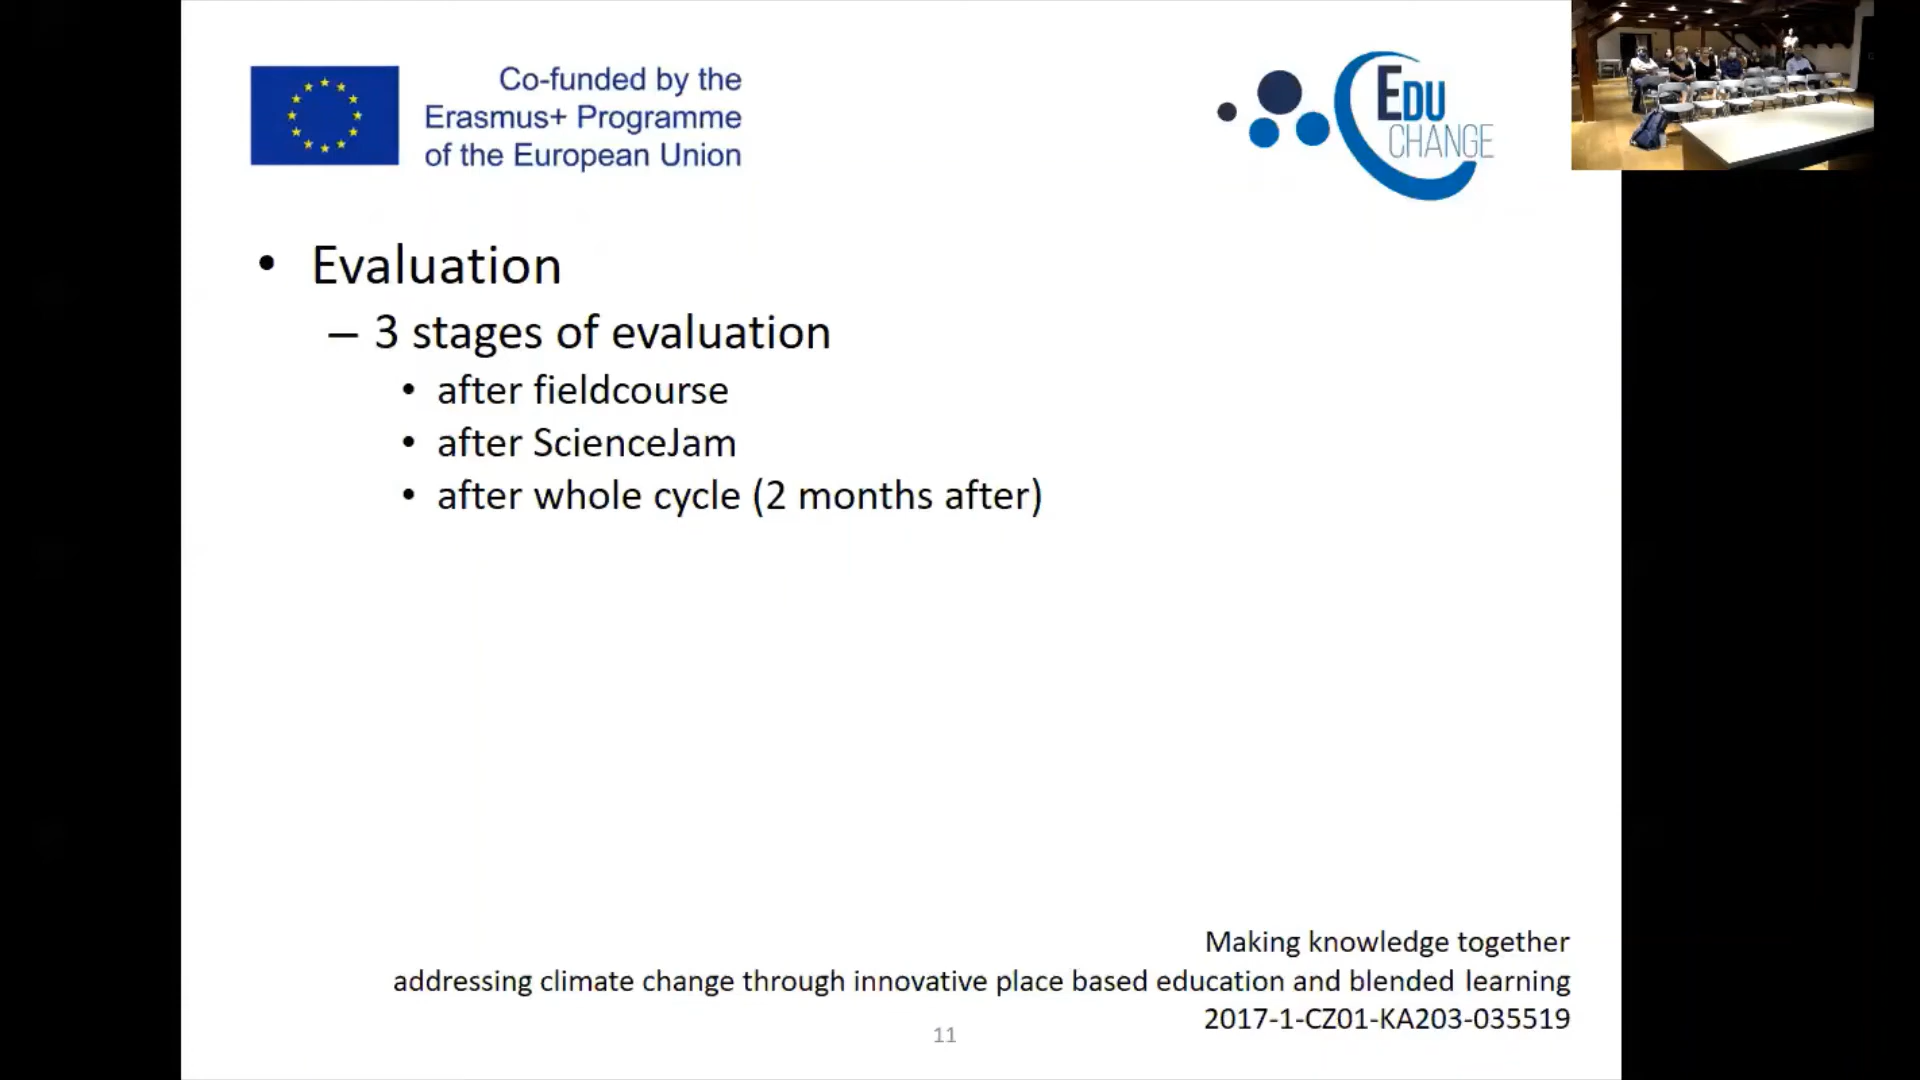 Co-funded by the
Erasmus+ Programme
of the European Union
EDU
CHANGE
• Evaluation
– 3 stages of evaluation
• after fieldcourse
• after ScienceJam
• after whole cycle (2 months after)
Making knowledge together
addressing climate change through innovative place based education and blended learning
2017-1-CZ01-KA203-035519
11